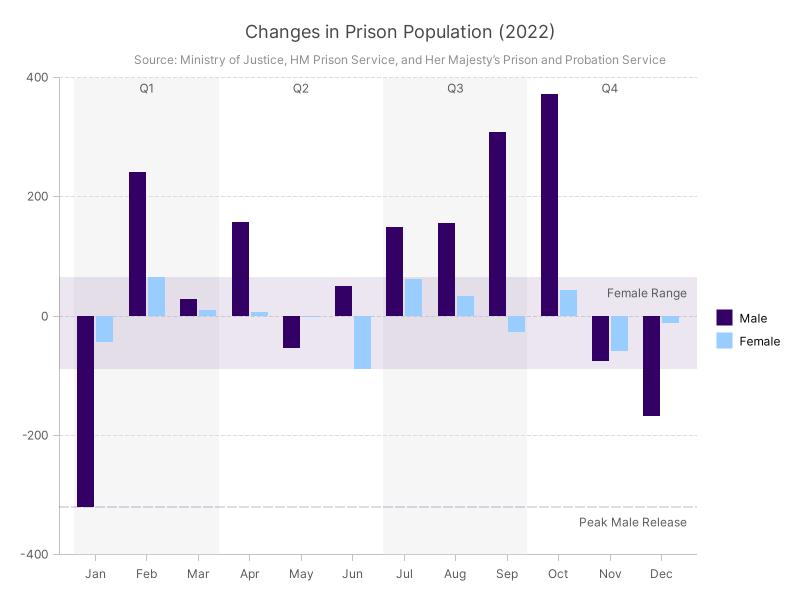 Changes in Prison Population (2022)
Source: Ministry of Justice, HM Prison Service, and Her Majesty's Prison and Probation Service
400
Q1
Q2
Q3
Q4
200
Female Range
0
Male
Female
-200
Peak Male Release
-400
Jan
Feb
Mar
Apr
May
Jun
Jul
Aug
Sep
Oct
Nov
Dec